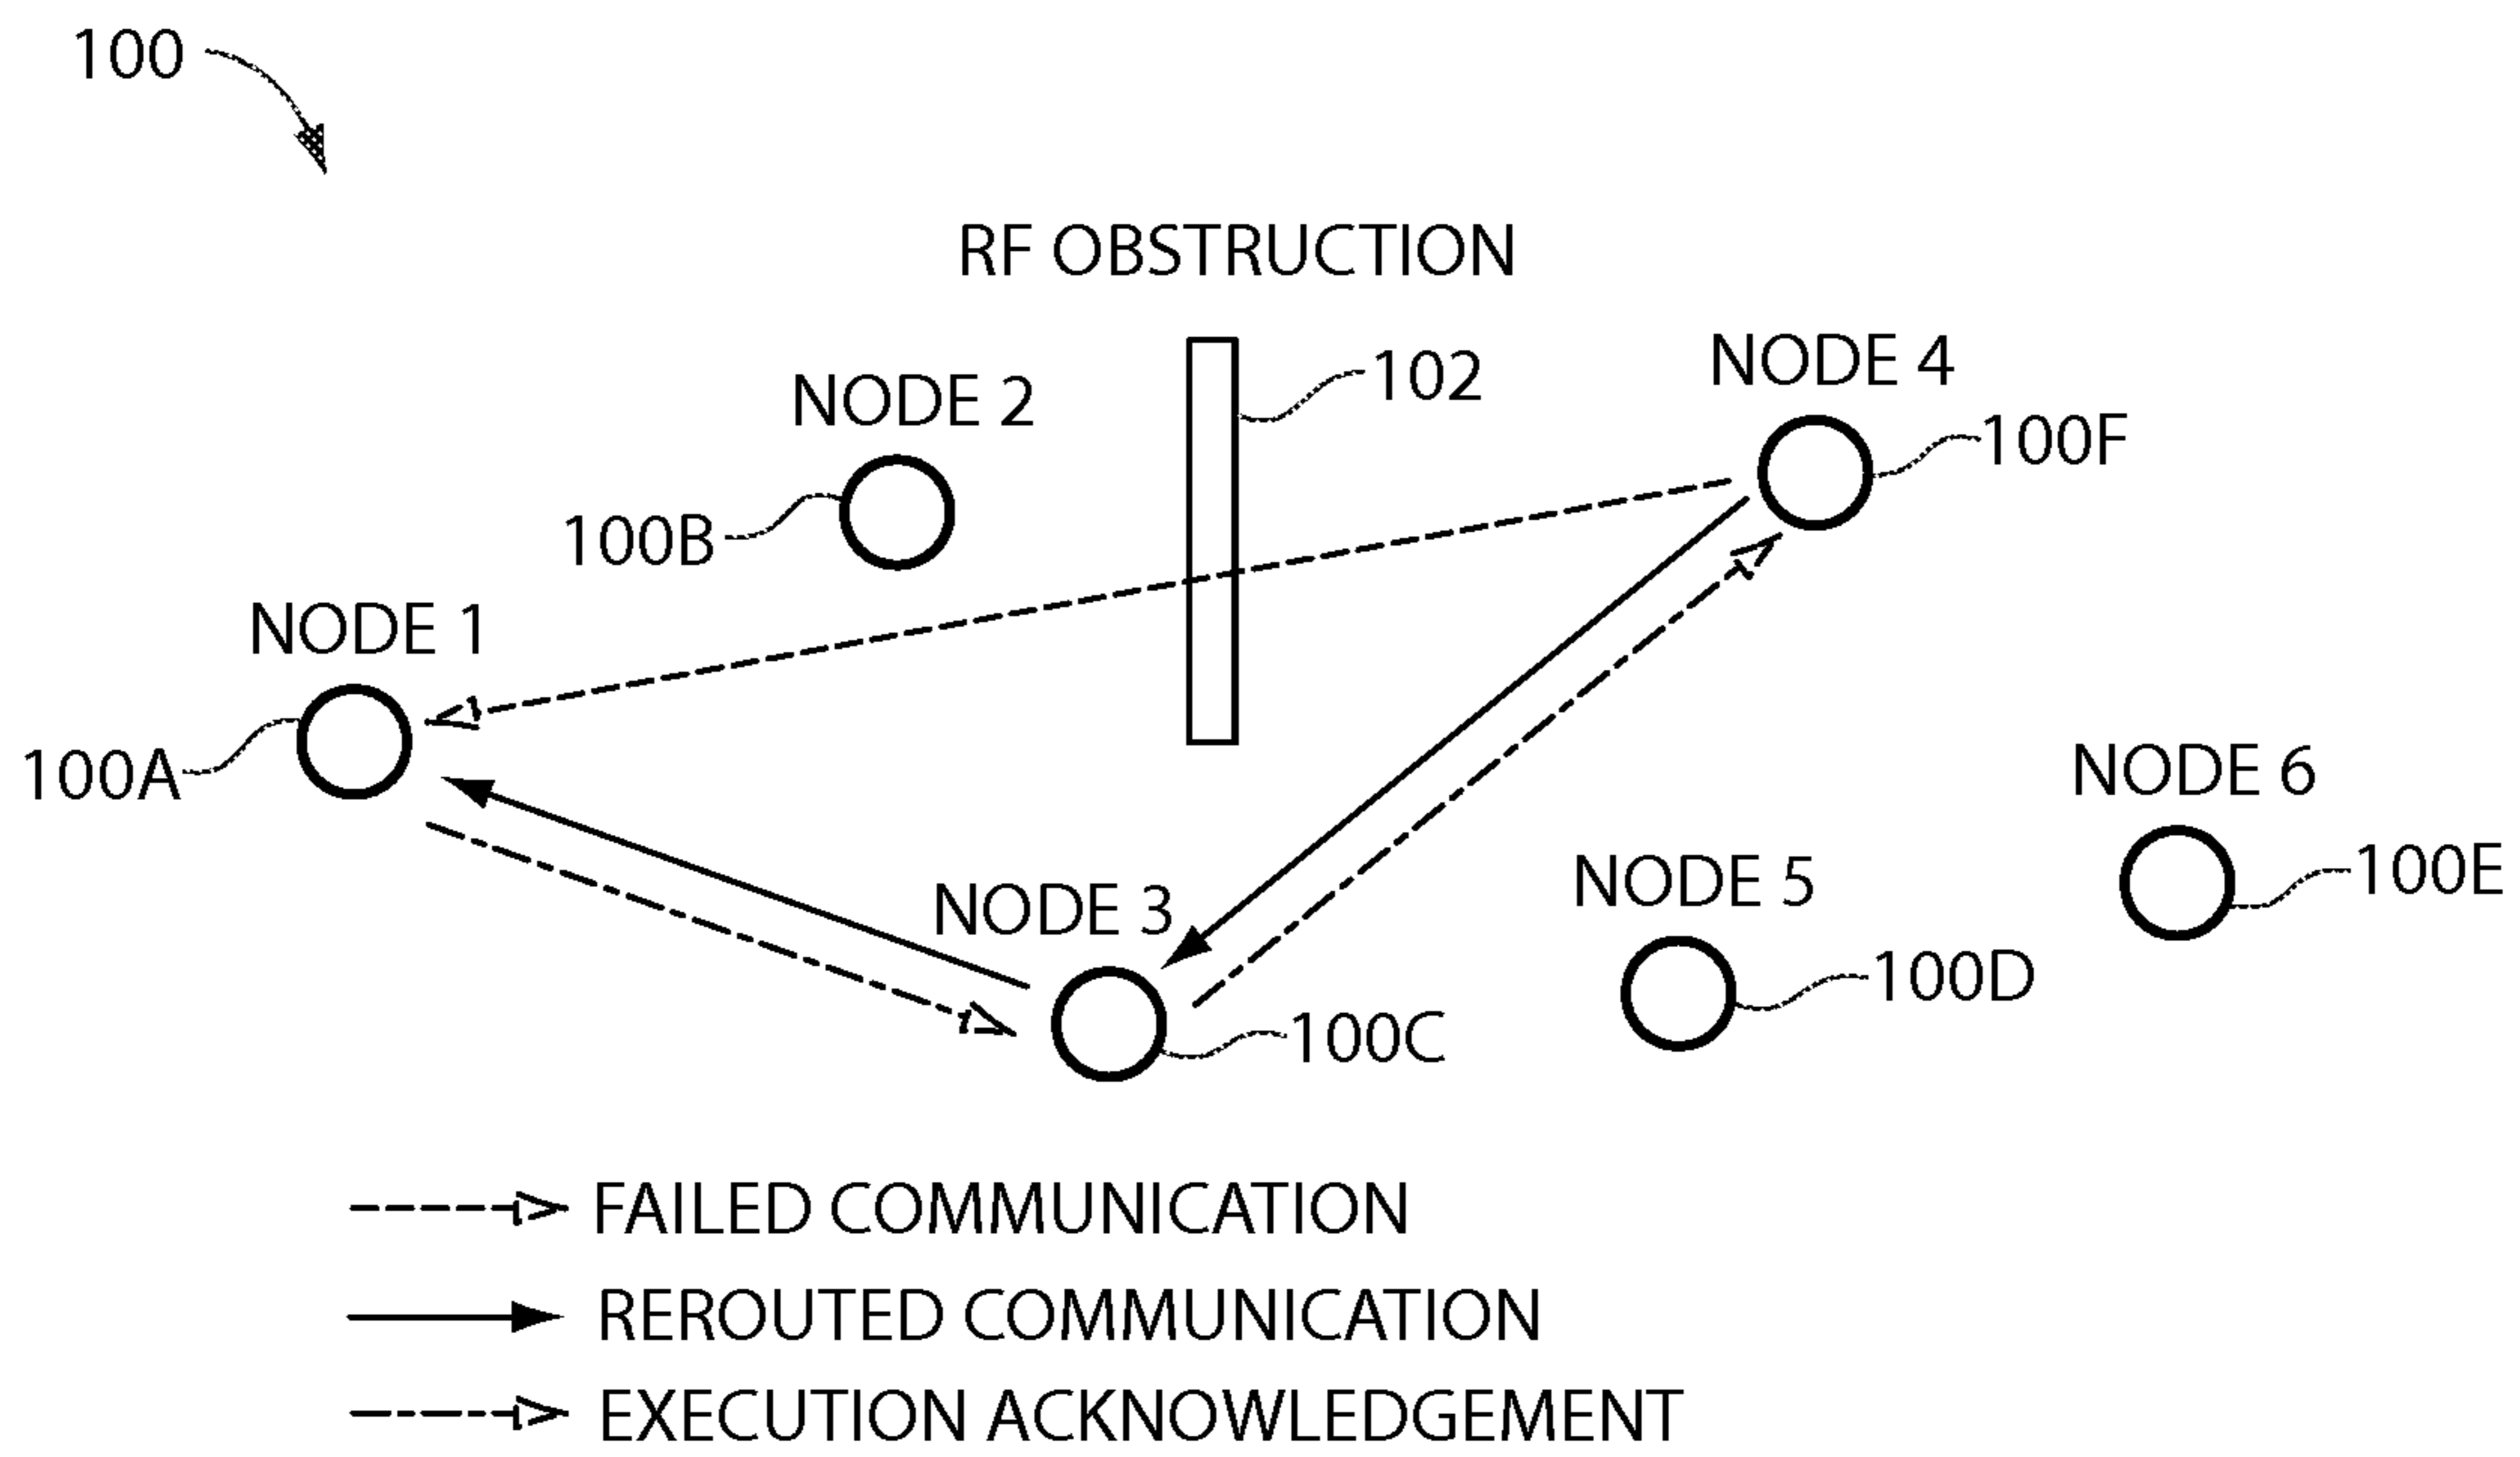 100
RF OBSTRUCTION
102
NODE 4
100F
NODE 2
100B
NODE 1
100A
NODE 6
100E
NODE 5
100D
NODE 3
100C
FAILED COMMUNICATION
REROUTED COMMUNICATION
EXECUTION ACKNOWLEDGEMENT